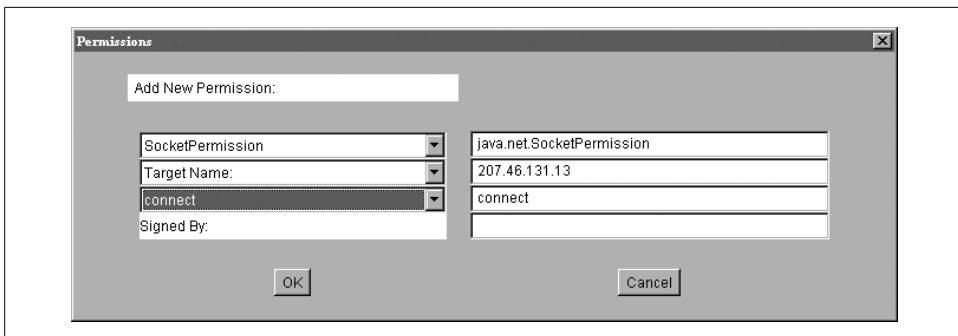 Permissions
Add New Permission:
SocketPermission java.net.SocketPermission
Target Name: 207.46.131.13
connect connect
Signed By:
OK Cancel